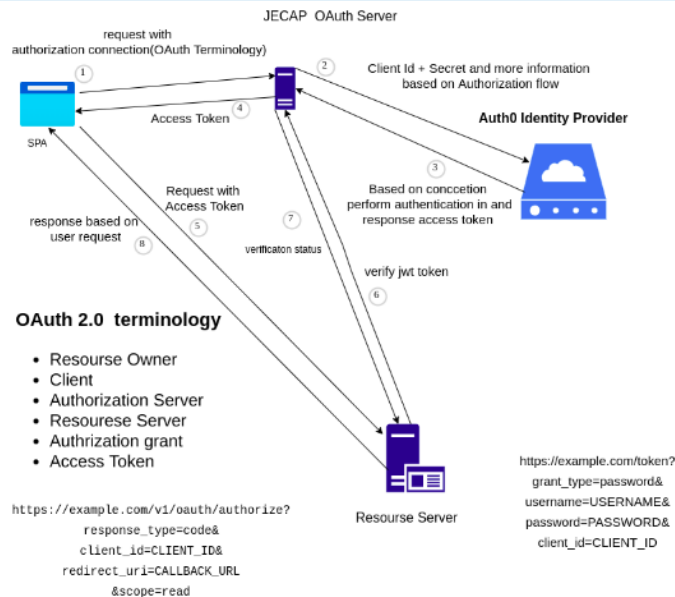 JECAP OAuth Server
request with
authorization connection(OAuth Terminology)
1
2
Client Id + Secret and more information
based on Authorization flow
4
Access Token
SPA
Auth0 Identity Provider
3
Based on conccetion
perform authentication in and
response access token
Request with
Access Token
5
7
response based on
user request
8
verificaton status
verify jwt token
6
OAuth 2.0 terminology
• Resourse Owner
• Client
• Authorization Server
• Resourese Server
• Authrization grant
• Access Token
Resourse Server
https://example.com/v1/oauth/authorize?
response_type=code&
client_id=CLIENT_ID&
redirect_uri=CALLBACK_URL
&scope=read
https://example.com/token?
grant_type=password&
username=USERNAME&
password=PASSWORD&
client_id=CLIENT_ID